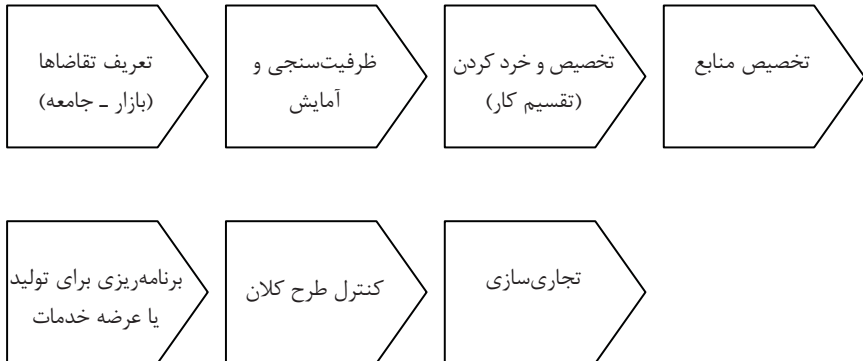 تعریف تقاضاها
(بازار ـ جامعه)
ظرفیت‌سنجی و
آمایش
تخصیص و خرد کردن
(تقسیم کار)
تخصیص منابع
برنامه‌ریزی برای تولید
یا عرضه خدمات
کنترل طرح کلان
تجاری‌سازی